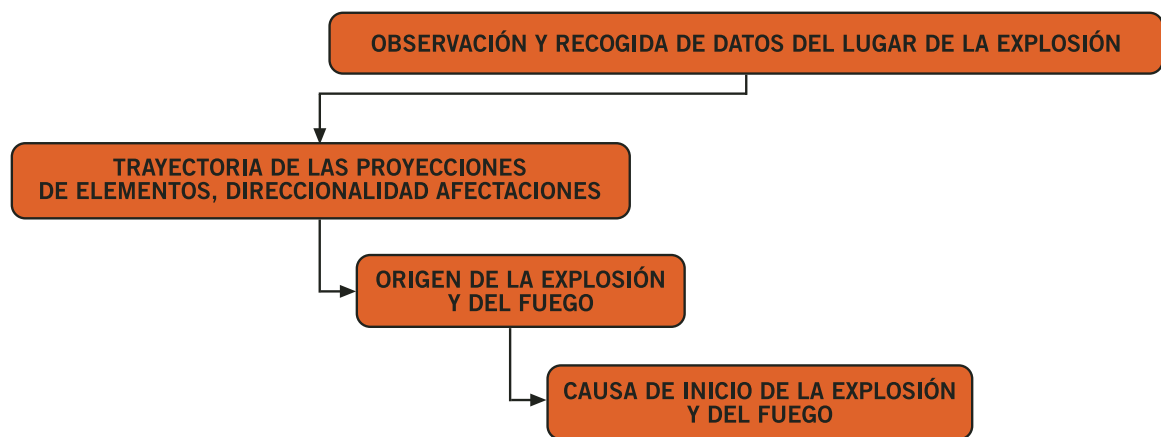 OBSERVACIÓN Y RECOGIDA DE DATOS DEL LUGAR DE LA EXPLOSIÓN
TRAYECTORIA DE LAS PROYECCIONES
DE ELEMENTOS, DIRECCIONALIDAD AFECTACIONES
ORIGEN DE LA EXPLOSIÓN
Y DEL FUEGO
CAUSA DE INICIO DE LA EXPLOSIÓN
Y DEL FUEGO